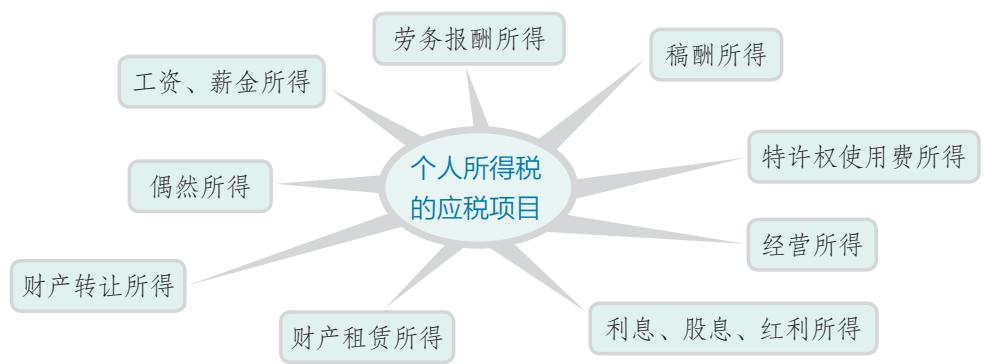 劳务报酬所得
稿酬所得
工资、薪金所得
个人所得税
的应税项目
特许权使用费所得
偶然所得
经营所得
财产转让所得
财产租赁所得
利息、股息、红利所得